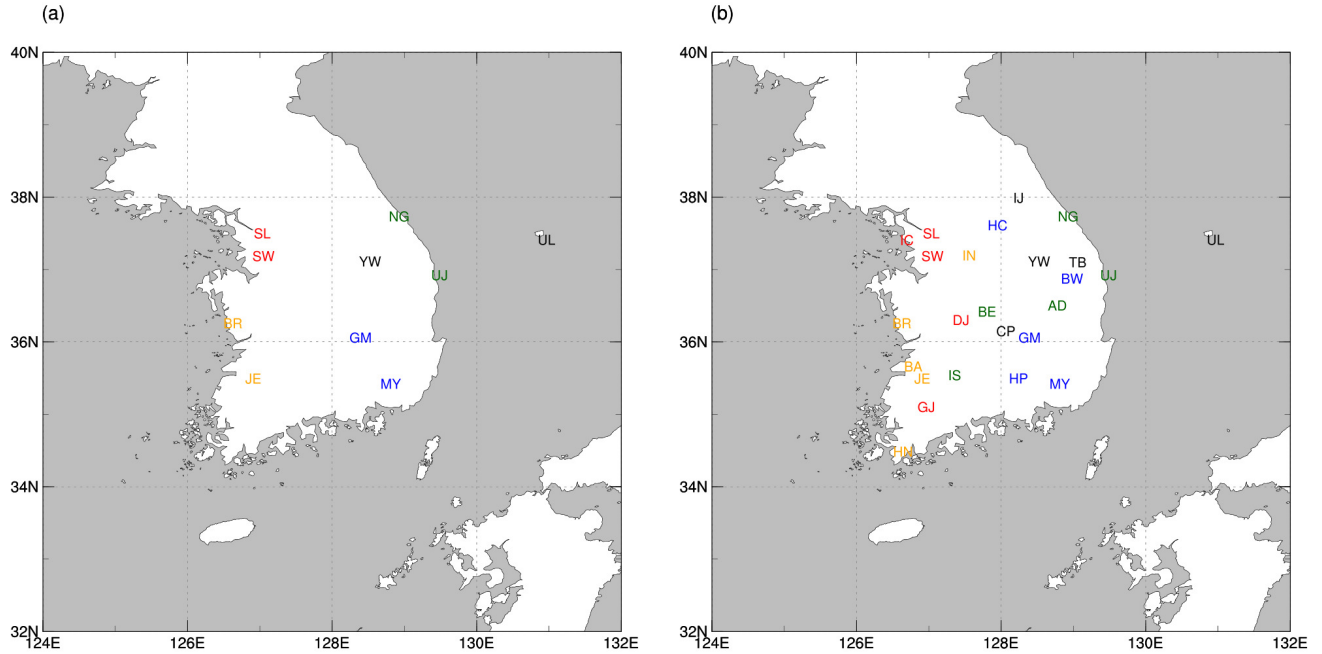 (a)
40N
38N
36N
34N
32N
124E 126E 128E 130E 132E
NG
SL
UL
SW
YW
UJ
BR
GM
JE
MY
(b)
40N
38N
36N
34N
32N
124E 126E 128E 130E 132E
IJ
NG
HC
SL
IC
UL
SW
IN
YW
TB
BW
UJ
AD
BE
DJ
BR
CP
GM
BA
JE
IS
HP
MY
GJ
HN